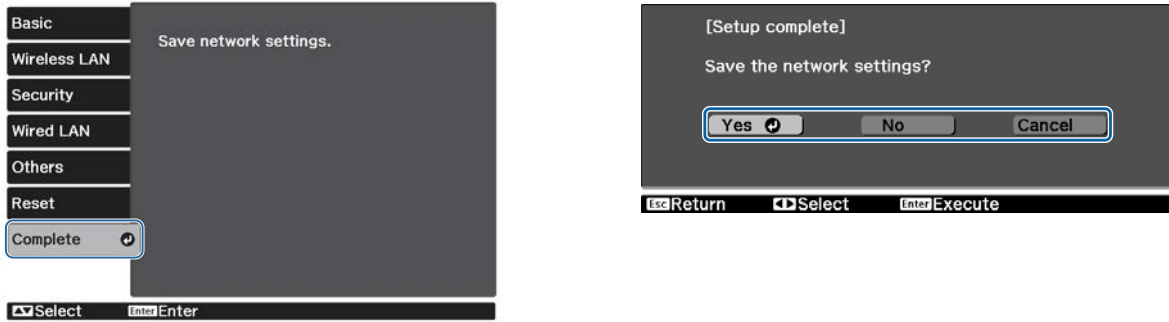 Basic
Wireless LAN
Security
Wired LAN
Others
Reset
Complete
Save network settings.
Select Enter Enter
[Setup complete]
Save the network settings?
Yes No Cancel
Esc Return Select Enter Execute